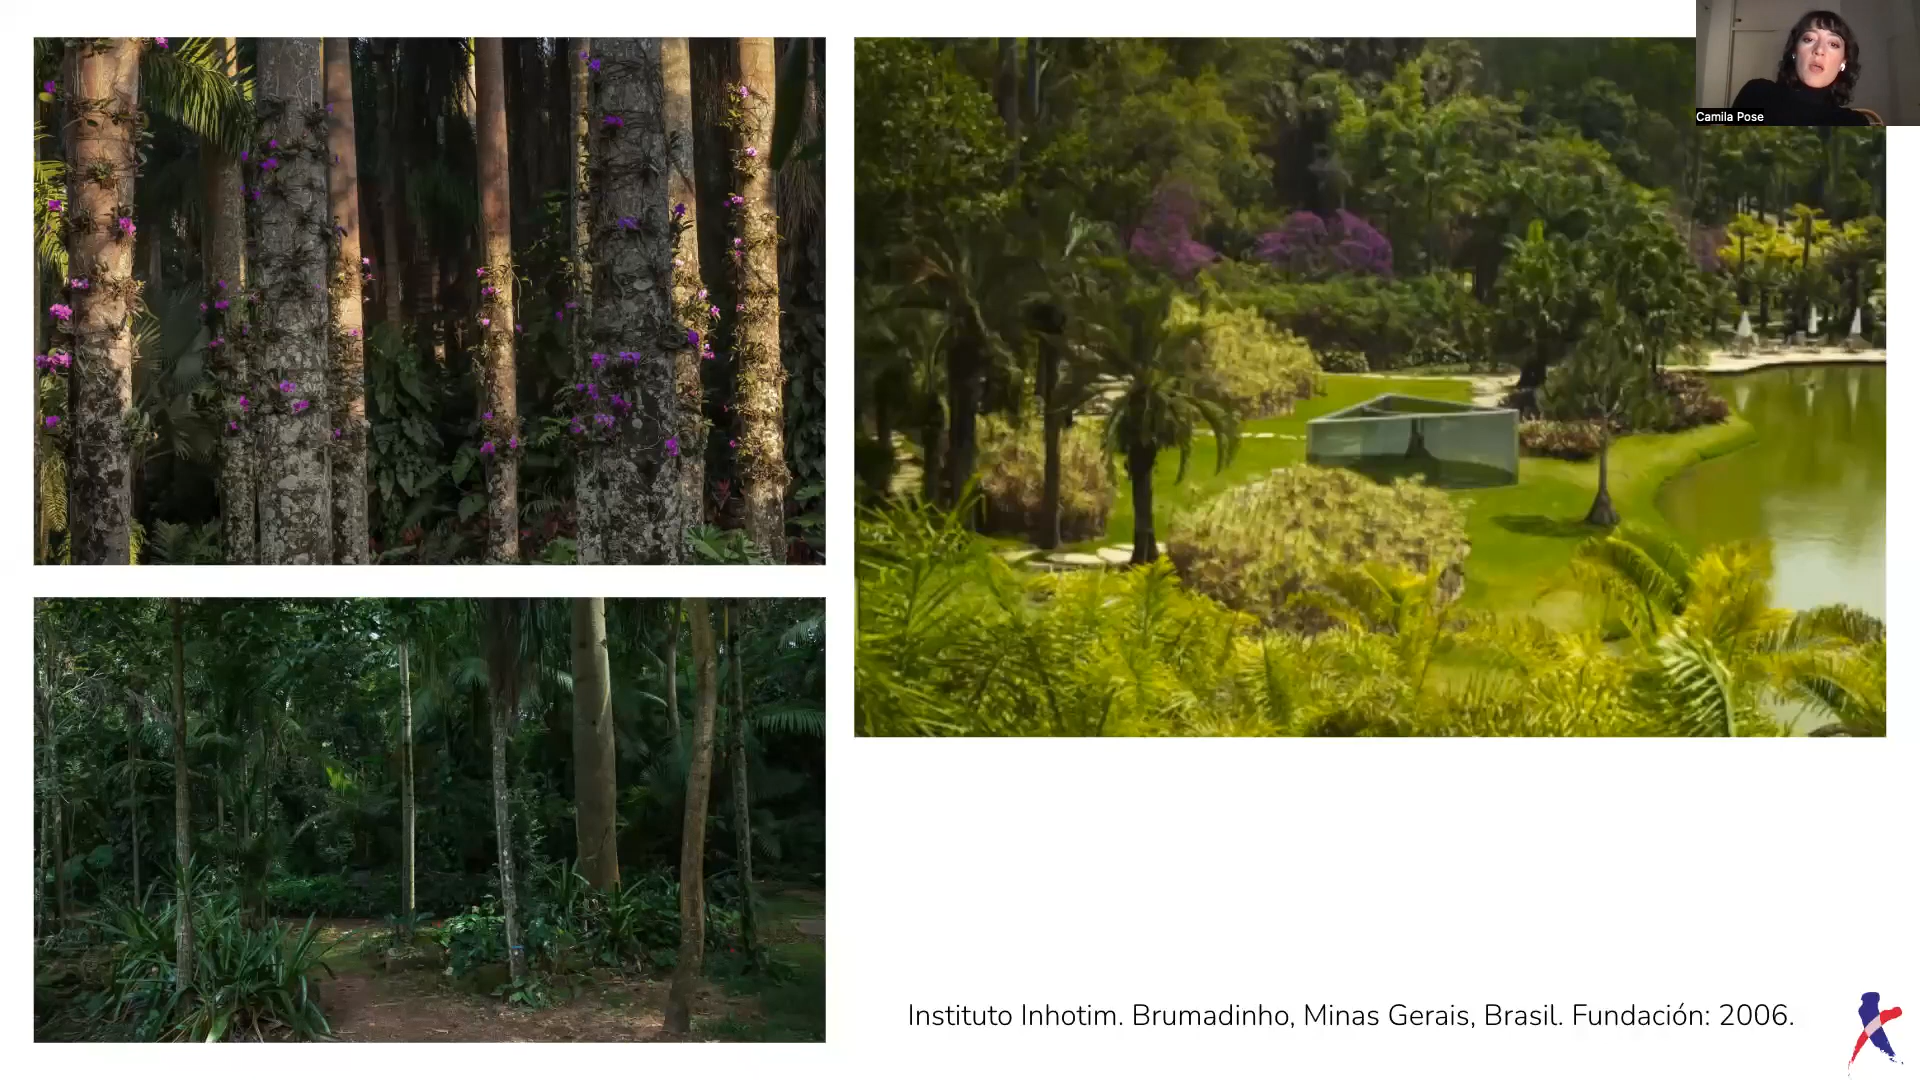 Camila Pose
Instituto Inhotim. Brumadinho, Minas Gerais, Brasil. Fundación: 2006.